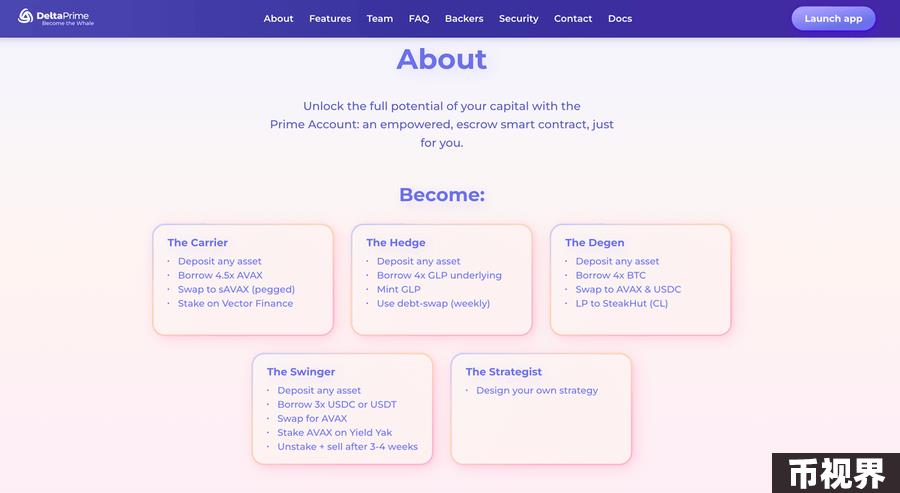 DeltaPrime
Become the Whale
About Features Team FAQ Backers Security Contact Docs
Launch app
About
Unlock the full potential of your capital with the
Prime Account: an empowered, escrow smart contract, just
for you.
Become:
The Carrier
• Deposit any asset
• Borrow 4.5x AVAX
• Swap to sAVAX (pegged)
• Stake on Vector Finance
The Hedge
• Deposit any asset
• Borrow 4x GLP underlying
• Mint GLP
• Use debt-swap (weekly)
The Degen
• Deposit any asset
• Borrow 4x BTC
• Swap to AVAX & USDC
• LP to SteakHut (CL)
The Swinger
• Deposit any asset
• Borrow 3x USDC or USDT
• Swap for AVAX
• Stake AVAX on Yield Yak
• Unstake + sell after 3-4 weeks
The Strategist
• Design your own strategy
币视界